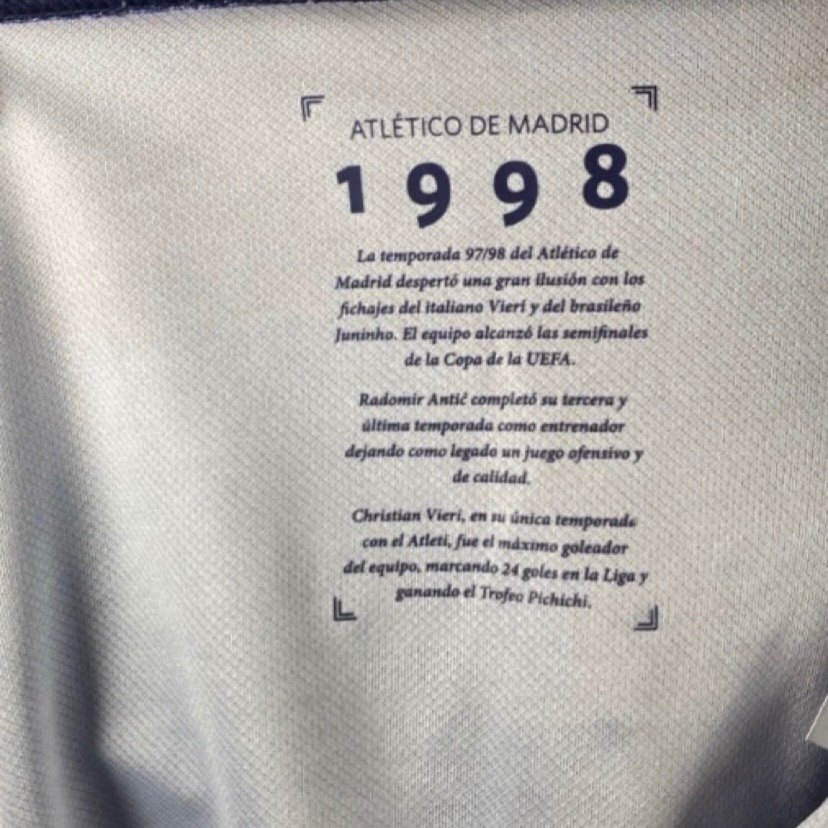 ATLÉTICO DE MADRID
1998
La temporada 97/98 del Atlético de
Madrid despertó una gran ilusión con los
fichajes del italiano Vieri y del brasileño
Juninho. El equipo alcanzó las semifinales
de la Copa de la UEFA.
Radomir Antić completó su tercera y
última temporada como entrenador
dejando como legado un juego ofensivo y
de calidad.
Christian Vieri, en su única temporada
con el Atleti, fue el máximo goleador
del equipo, marcando 24 goles en la Liga y
ganando el Trofeo Pichichi.